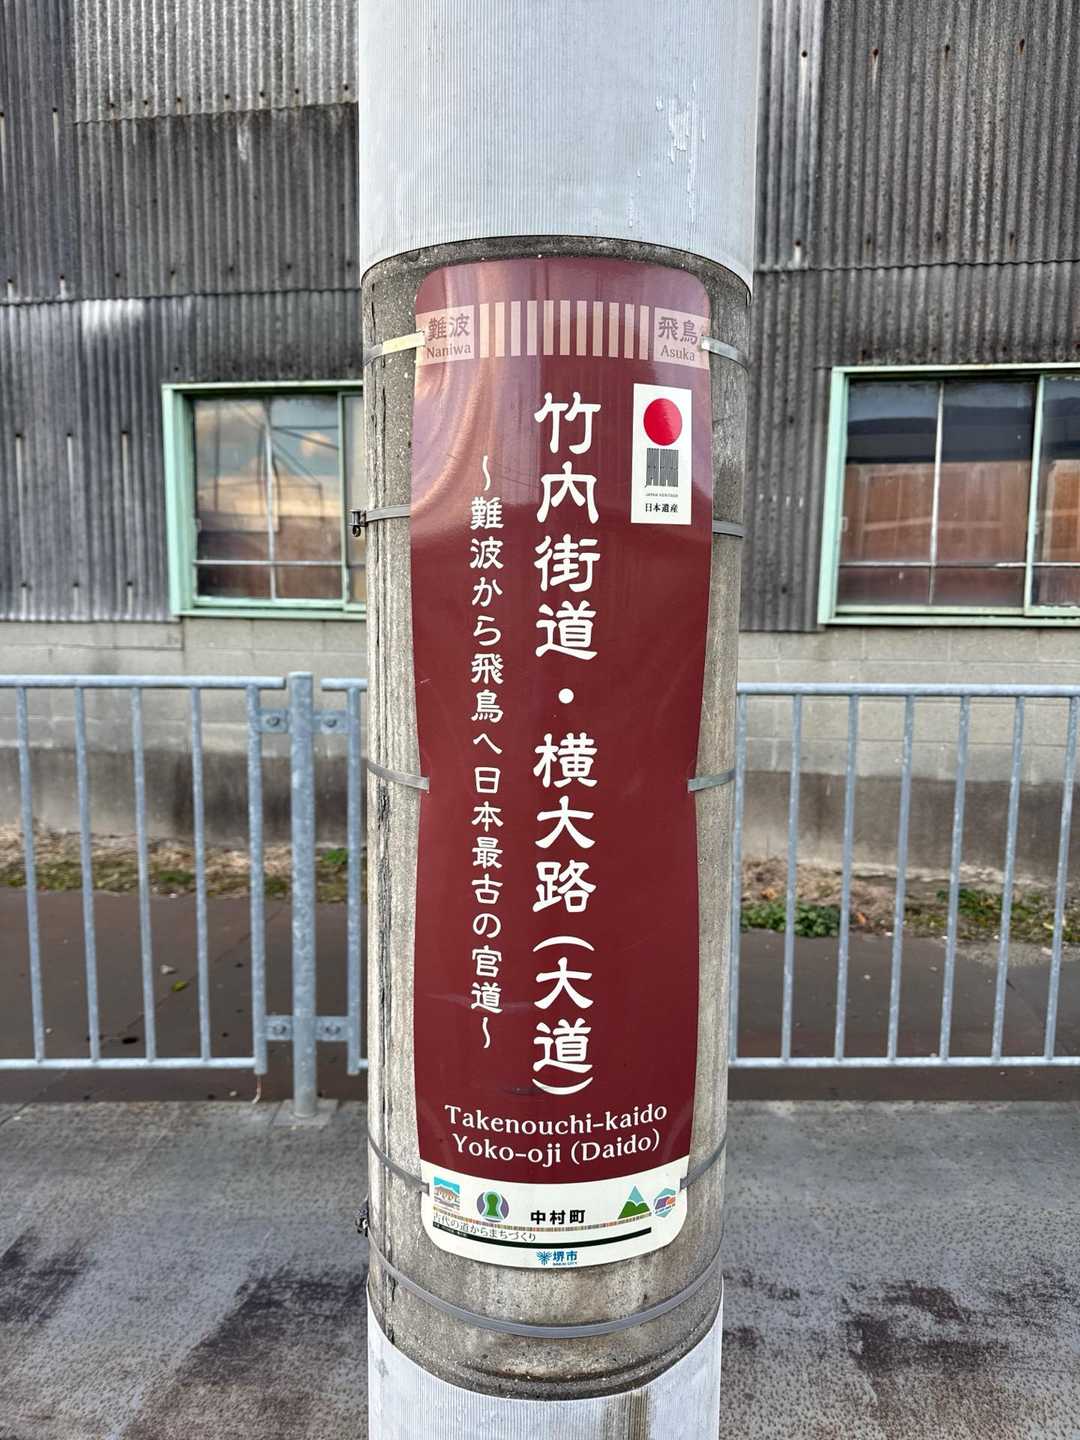 難波
Naniwa
飛鳥
Asuka
JAPAN HERITAGE
日本遺産
竹内街道・横大路(大道)
〜難波から飛鳥へ日本最古の官道〜
Takenouchi-kaido
Yoko-oji (Daido)
中村町
古代の道からまちづくり
堺市
SAKAI CITY